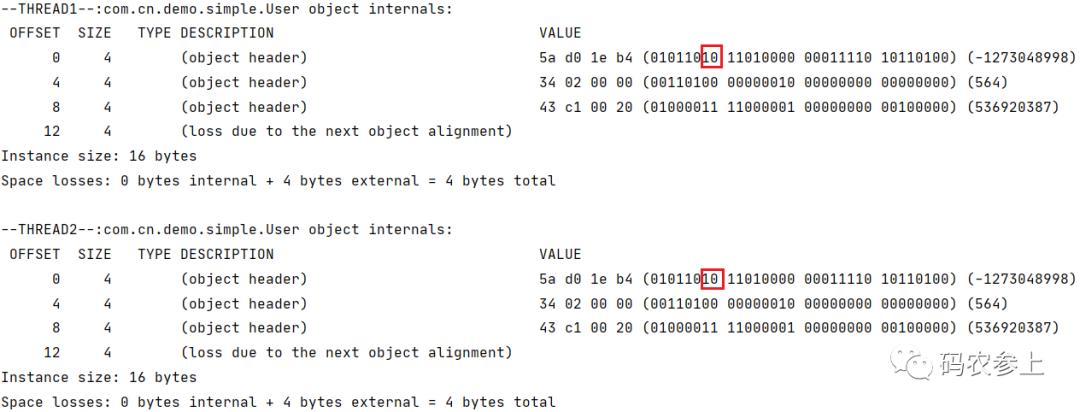 --THREAD1--:com.cn.demo.simple.User object internals:
OFFSET SIZE TYPE DESCRIPTION VALUE
0 4 (object header) 5a d0 1e b4 (01011010 11010000 00011110 10110100) (-1273048998)
4 4 (object header) 34 02 00 00 (00110100 00000010 00000000 00000000) (564)
8 4 (object header) 43 c1 00 20 (01000011 11000001 00000000 00100000) (536920387)
12 4 (loss due to the next object alignment)
Instance size: 16 bytes
Space losses: 0 bytes internal + 4 bytes external = 4 bytes total
--THREAD2--:com.cn.demo.simple.User object internals:
OFFSET SIZE TYPE DESCRIPTION VALUE
0 4 (object header) 5a d0 1e b4 (01011010 11010000 00011110 10110100) (-1273048998)
4 4 (object header) 34 02 00 00 (00110100 00000010 00000000 00000000) (564)
8 4 (object header) 43 c1 00 20 (01000011 11000001 00000000 00100000) (536920387)
12 4 (loss due to the next object alignment)
Instance size: 16 bytes
Space losses: 0 bytes internal + 4 bytes external = 4 bytes total
码农参上